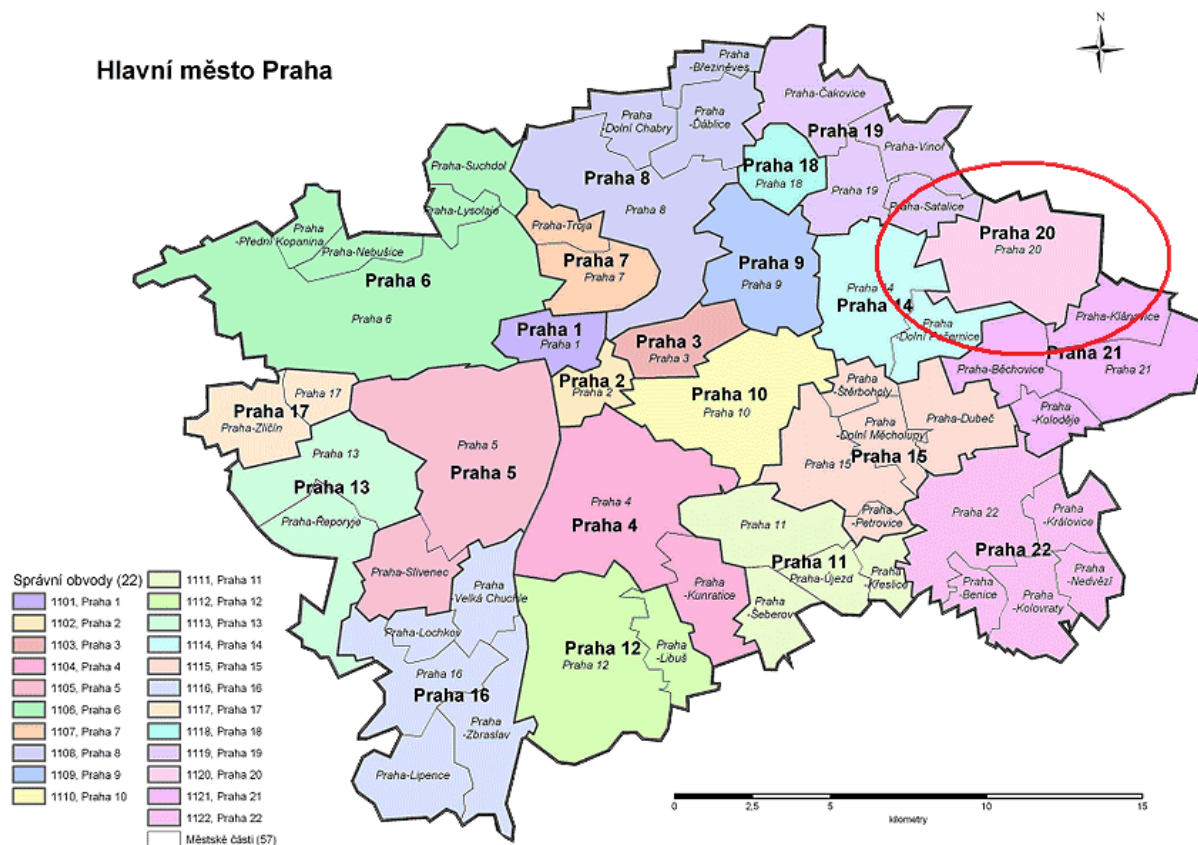 N
Hlavní město Praha
Praha
-Březiněves
Praha-Čakovice
Praha
-Dolní Chabry
Praha
-Ďáblice
Praha 19
Praha-Vinoř
Praha-Suchdol
Praha 18
Praha 18
Praha 8
Praha 8
Praha 19
Praha-Satalice
Praha-Lysolaje
Praha-Troja
Praha
-Přední Kopanina
Praha-Nebušice
Praha 6
Praha 6
Praha 7
Praha 7
Praha 9
Praha 9
Praha 20
Praha 20
Praha 14
Praha 14
Praha
-Dolní Počernice
Praha-Klánovice
Praha 1
Praha 1
Praha 3
Praha 3
Praha 21
Praha 21
Praha-Běchovice
Praha
-Koloděje
Praha 2
Praha 2
Praha 10
Praha 10
Praha
-Štěrboholy
Praha
-Dolní Měcholupy
Praha-Dubeč
Praha 15
Praha 15
Praha
-Petrovice
Praha 17
Praha 17
Praha-Zličín
Praha 13
Praha 13
Praha-Řeporyje
Praha 5
Praha 5
Praha 4
Praha 4
Praha 11
Praha 11
Praha-Újezd
Praha
-Křeslice
Praha
-Šeberov
Praha
-Kunratice
Praha 22
Praha 22
Praha
-Královice
Praha
-Nedvězí
Praha
-Benice
Praha
-Kolovraty
Praha-Slivenec
Praha
-Velká Chuchle
Praha-Lochkov
Praha 16
Praha 16
Praha
-Zbraslav
Praha-Lipence
Praha 12
Praha 12
Praha
-Libuš
Správní obvody (22)
1101, Praha 1
1102, Praha 2
1103, Praha 3
1104, Praha 4
1105, Praha 5
1106, Praha 6
1107, Praha 7
1108, Praha 8
1109, Praha 9
1110, Praha 10
1111, Praha 11
1112, Praha 12
1113, Praha 13
1114, Praha 14
1115, Praha 15
1116, Praha 16
1117, Praha 17
1118, Praha 18
1119, Praha 19
1120, Praha 20
1121, Praha 21
1122, Praha 22
Městské části (57)
0 2,5 5 10 15
kilometry